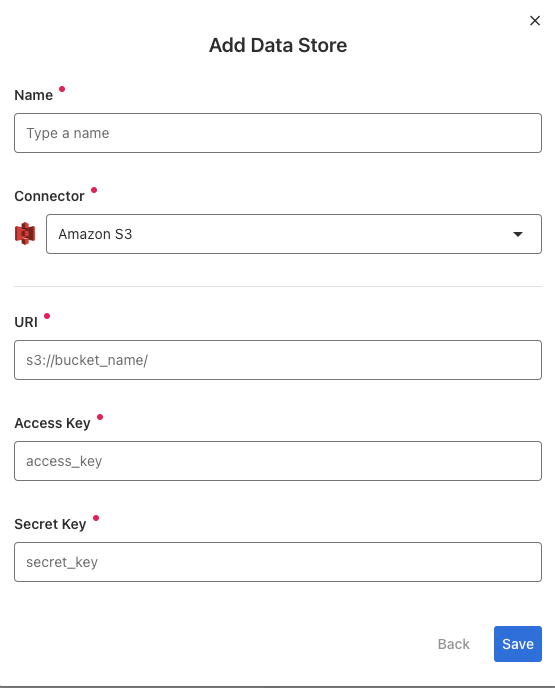 Add Data Store
Name
Type a name
Connector
Amazon S3
URI
s3://bucket_name/
Access Key
access_key
Secret Key
secret_key
Back Save